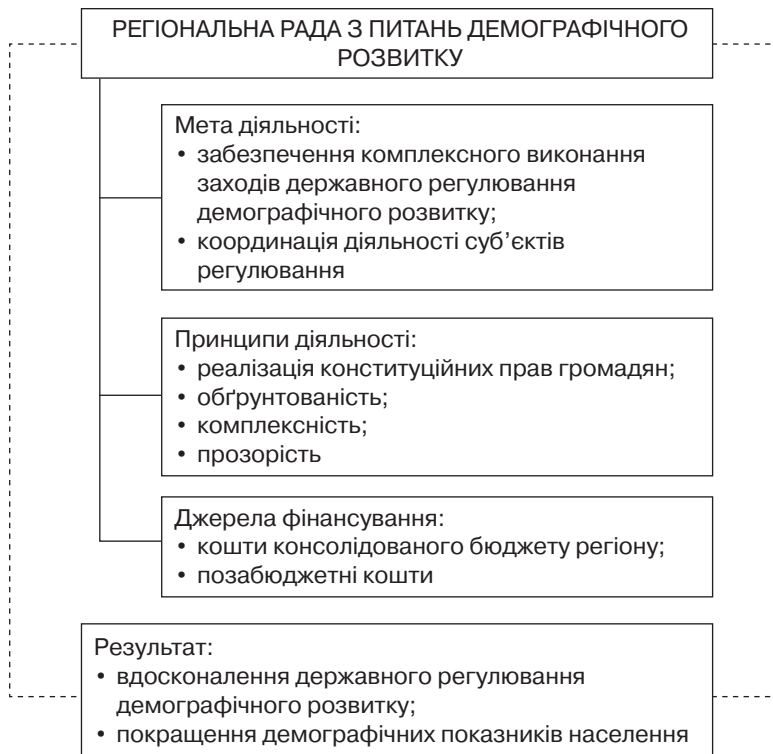 РЕГІОНАЛЬНА РАДА З ПИТАНЬ ДЕМОГРАФІЧНОГО
РОЗВИТКУ
Мета діяльності:
• забезпечення комплексного виконання
заходів державного регулювання
демографічного розвитку;
• координація діяльності суб’єктів
регулювання
Принципи діяльності:
• реалізація конституційних прав громадян;
• обґрунтованість;
• комплексність;
• прозорість
Джерела фінансування:
• кошти консолідованого бюджету регіону;
• позабюджетні кошти
Результат:
• вдосконалення державного регулювання
демографічного розвитку;
• покращення демографічних показників населення